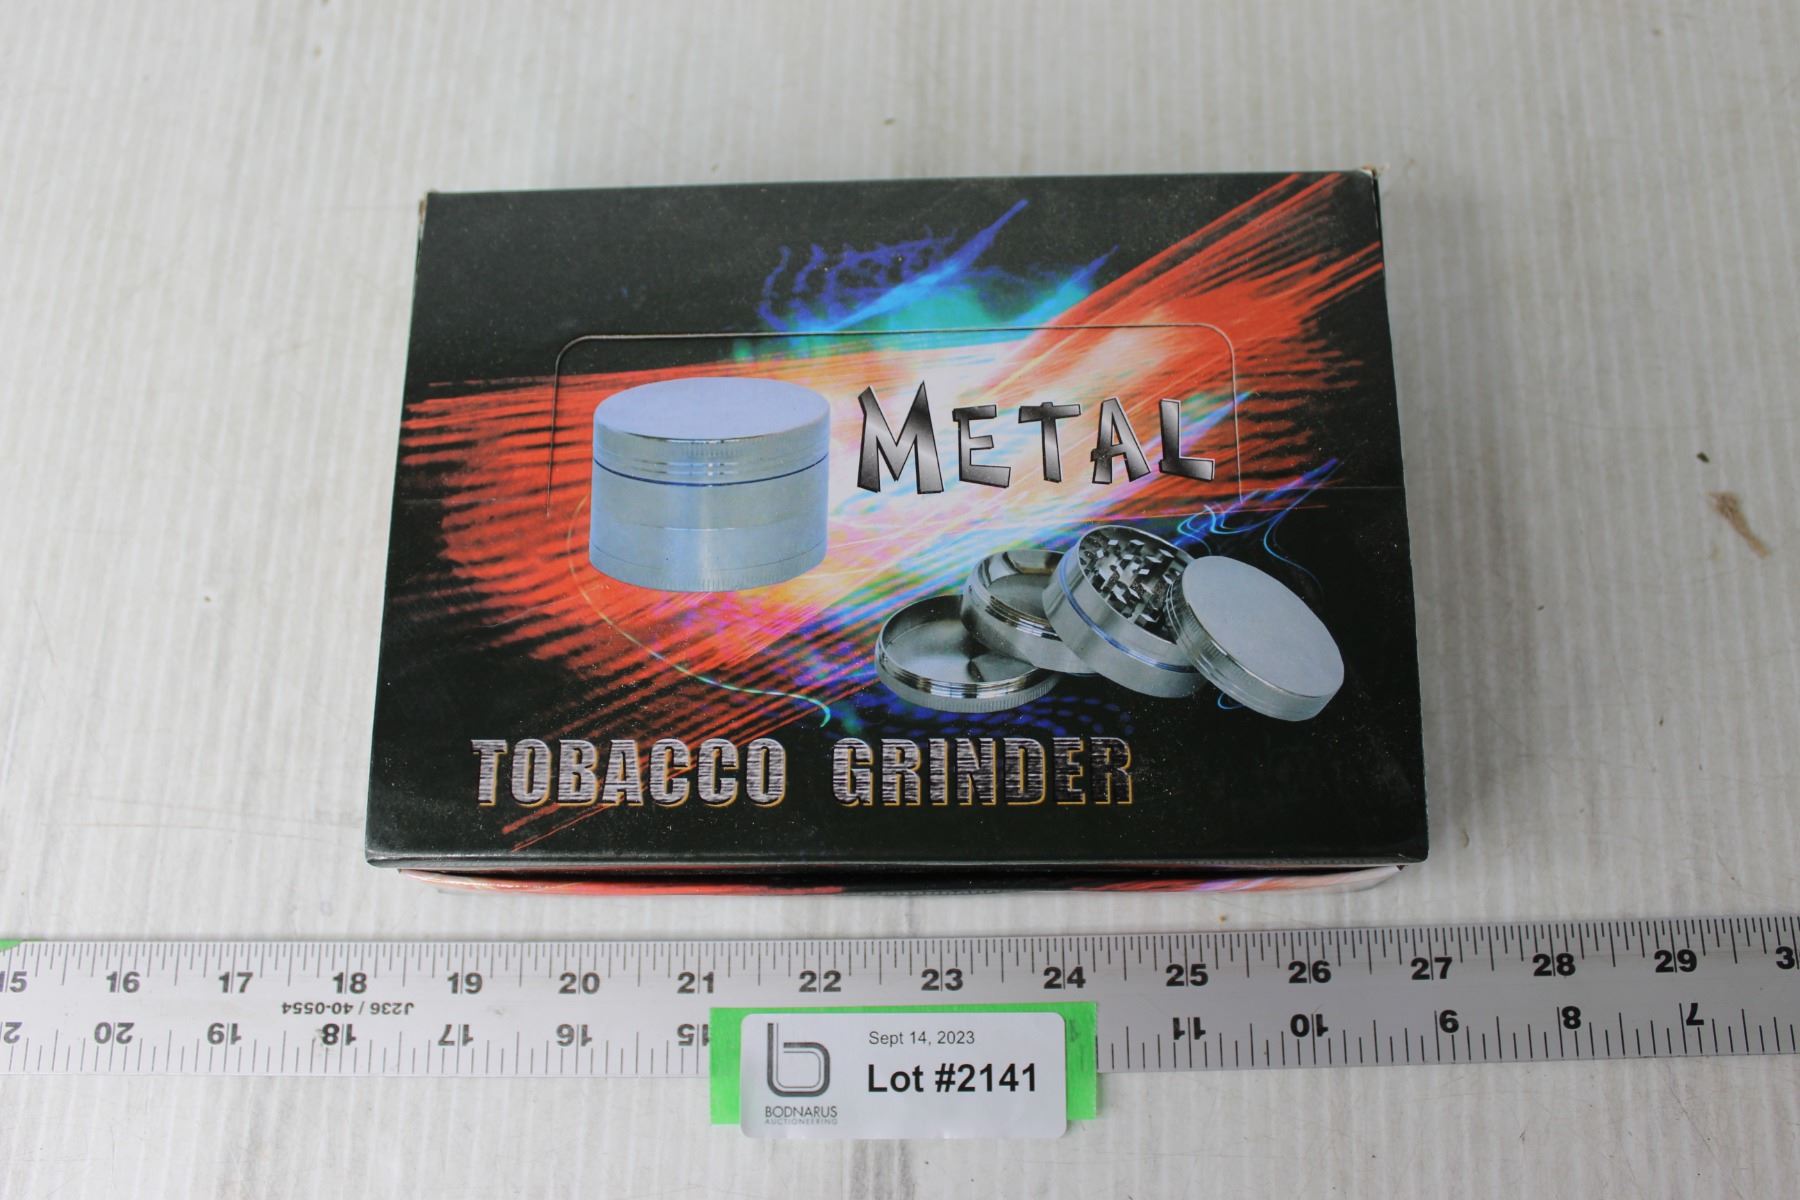 METAL
TOBACCO GRINDER
15 16 17 18 19 20 21 22 23 24 25 26 27 28 29 3
J236 / 40-0554
20 19 18 17 16 15 11 10 9 8 7
Sept 14, 2023
Lot #2141
BODNARUS
AUCTIONEERING